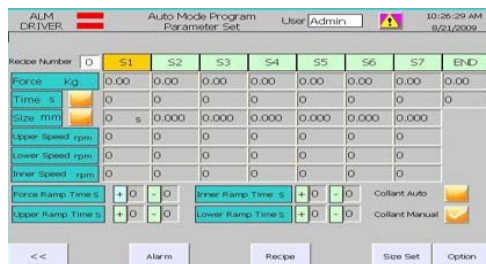 ALM
DRIVER
Auto Mode Program
Parameter Set
User Admin
10:26:29 AM
8/21/2009
Recipe Number 0 S1 S2 S3 S4 S5 S6 S7 END
Force Kg 0.00 0.00 0.00 0.00 0.00 0.00 0.00 0.00
Time S 0 0 0 0 0 0 0 0
Size mm 0 s 0.000 0.000 0.000 0.000 0.000 0.000
Upper Speed rpm 0 0 0 0 0 0 0
Lower Speed rpm 0 0 0 0 0 0 0
Inner Speed rpm 0 0 0 0 0 0 0
Force Ramp Time S + 0 - 0 Inner Ramp Time S + 0 - 0 Collant Auto
Upper Ramp Time S + 0 - 0 Lower Ramp Time S + 0 - 0 Collant Manual
<< Alarm Recipe Size Set Option